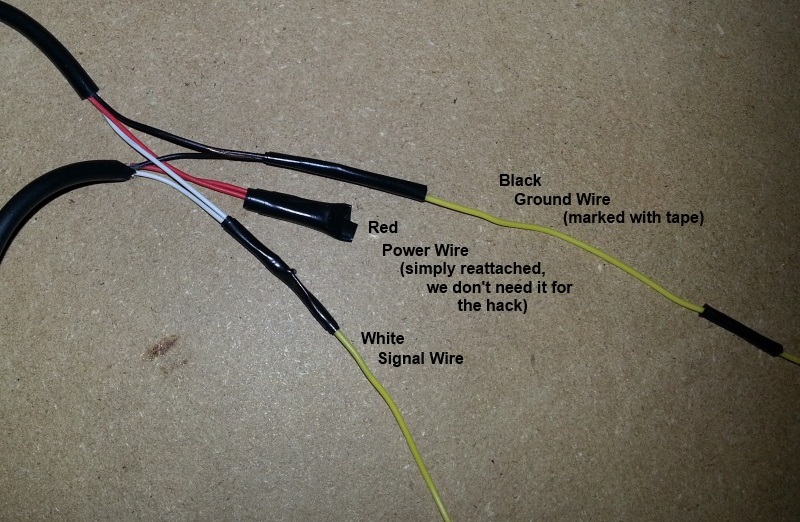 Black
Ground Wire
(marked with tape)
Red
Power Wire
(simply reattached,
we don't need it for
the hack)
White
Signal Wire